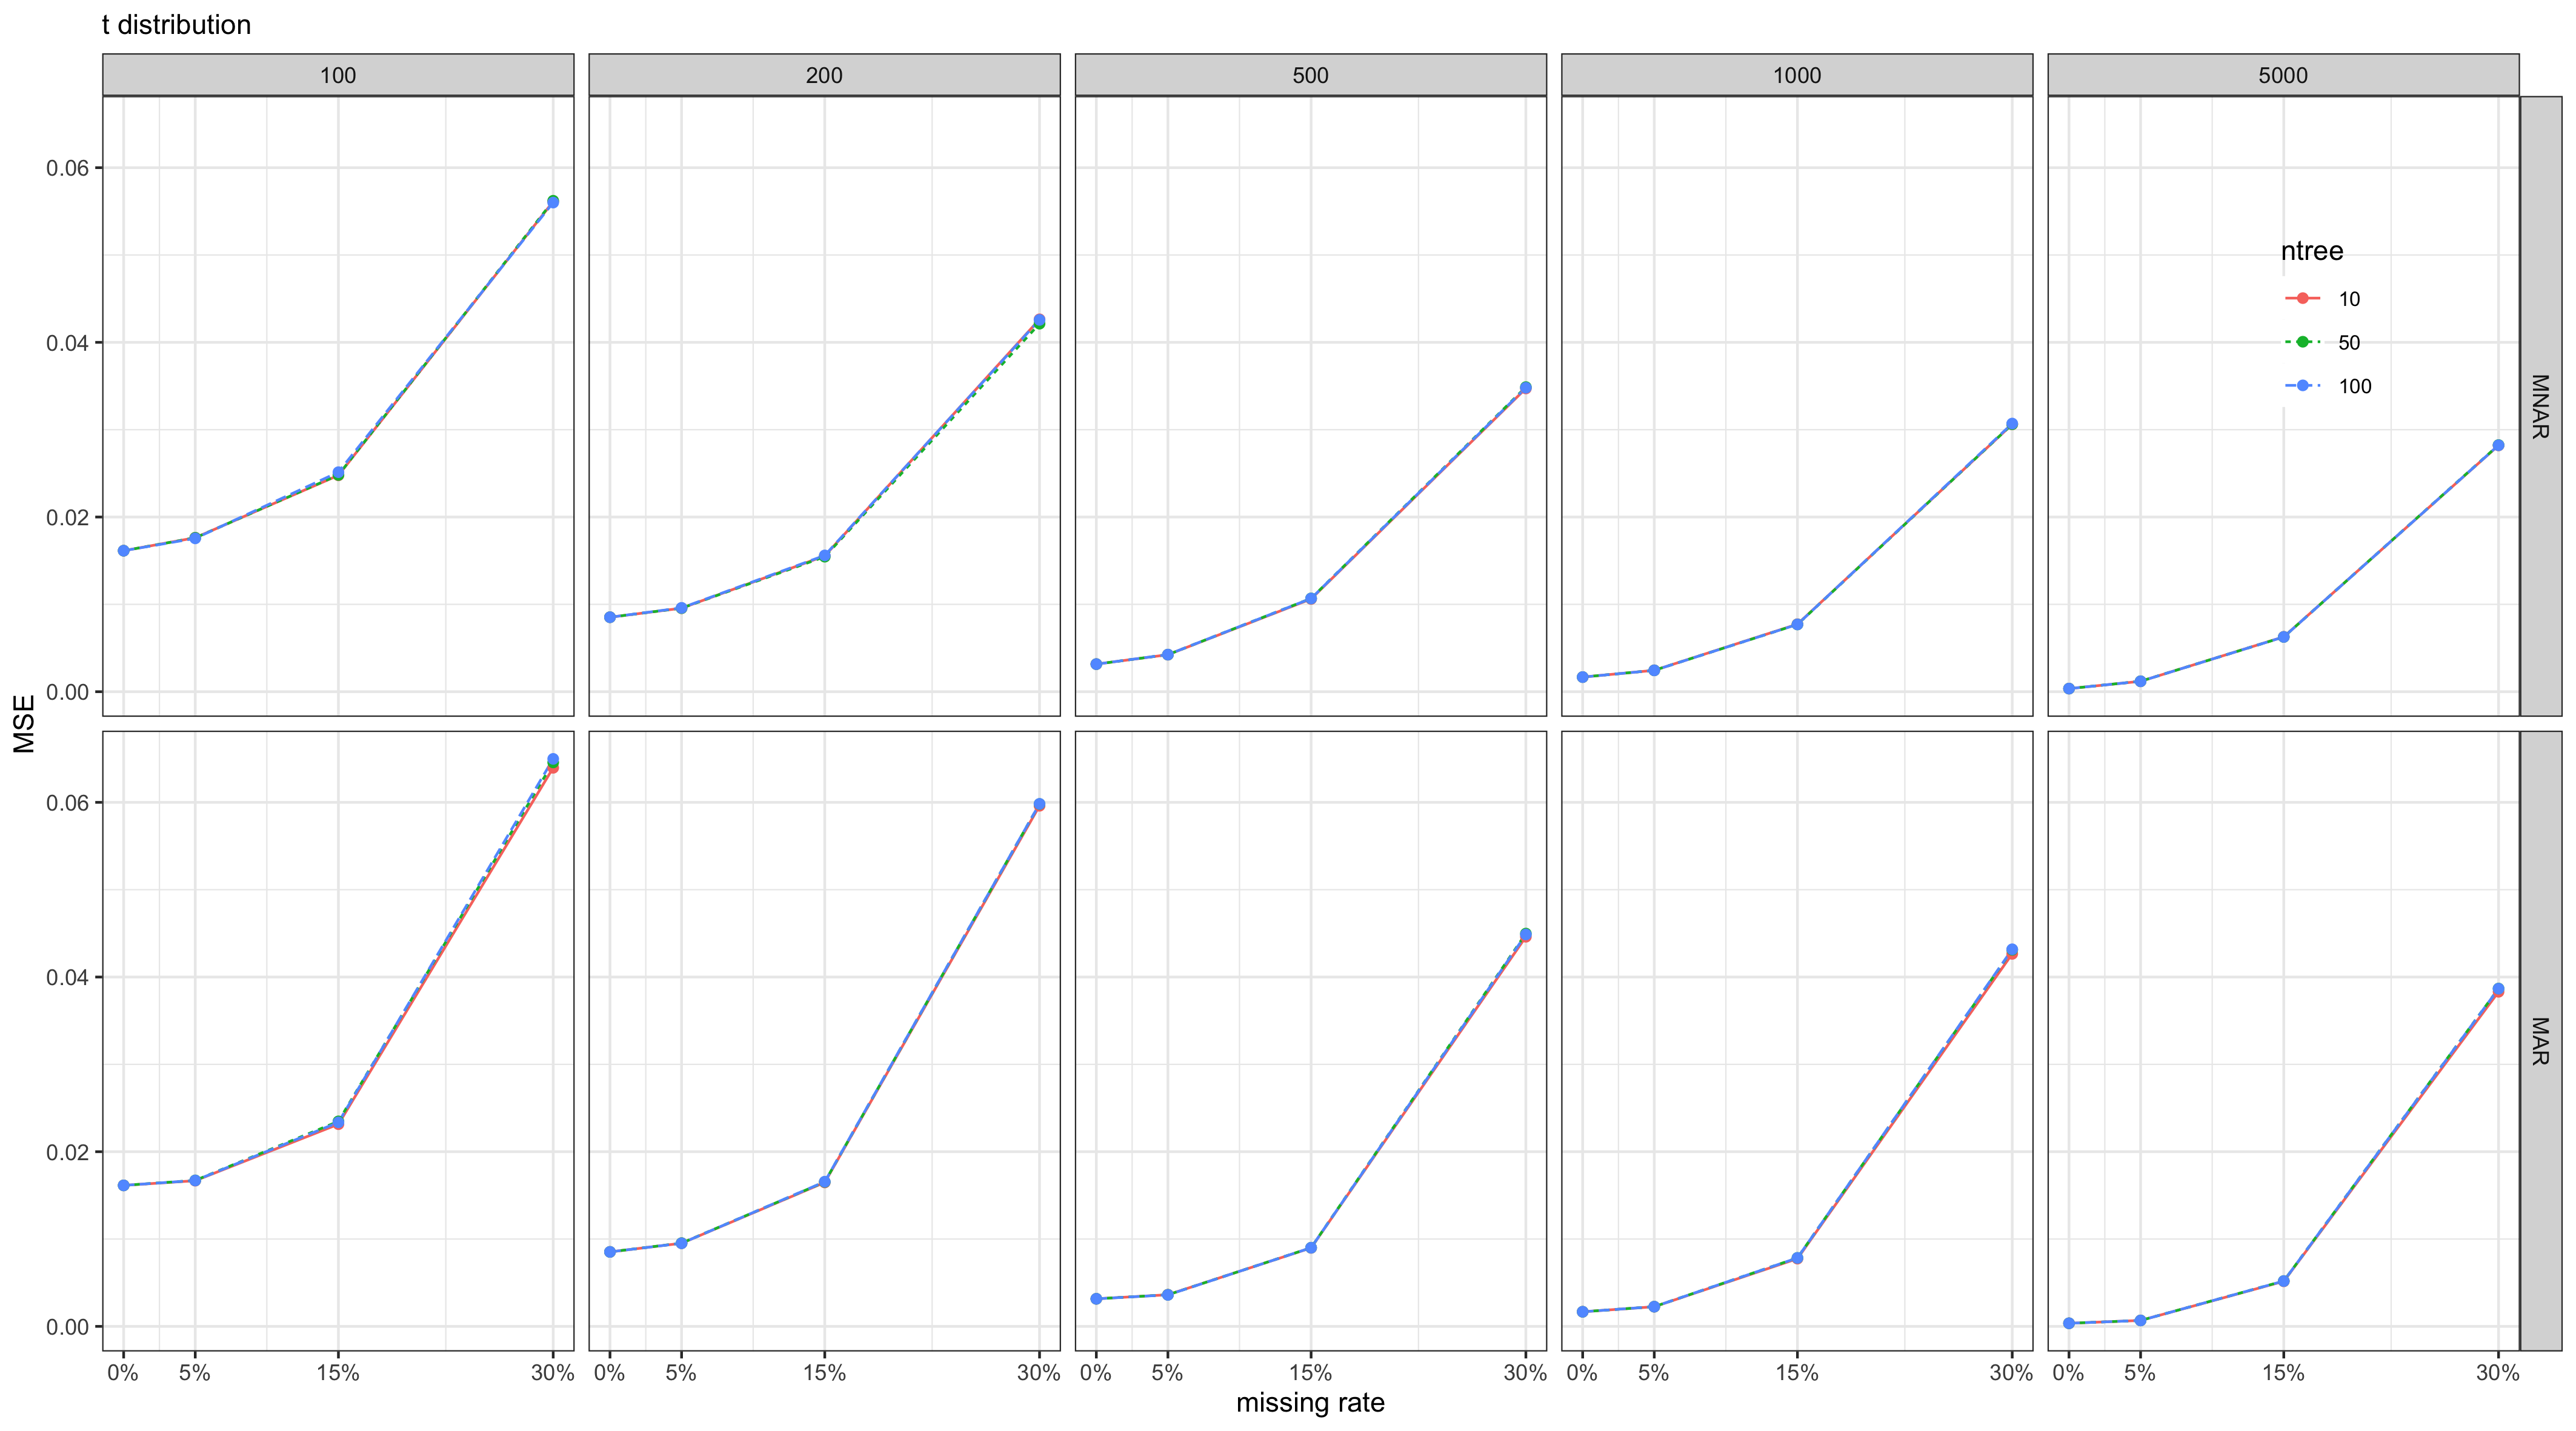 t distribution
100 200 500 1000 5000
0.06
0.04
0.02
0.00
MNAR
ntree
10
50
100
MSE
0.06
0.04
0.02
0.00
MAR
0% 5% 15% 30% 0% 5% 15% 30% 0% 5% 15% 30% 0% 5% 15% 30% 0% 5% 15% 30%
missing rate